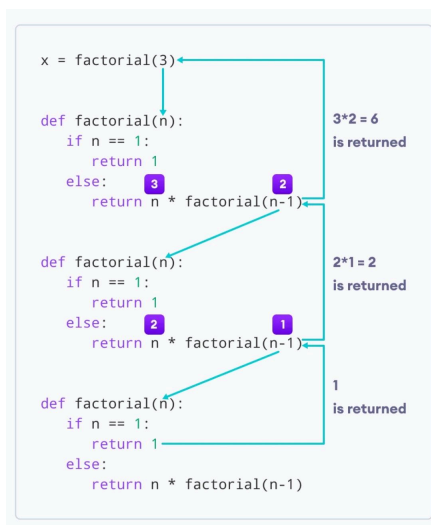 x = factorial(3)
def factorial(n):
if n == 1:
return 1
else:
3 2
return n * factorial(n-1)
3*2 = 6
is returned
def factorial(n):
if n == 1:
return 1
else:
2 1
return n * factorial(n-1)
2*1 = 2
is returned
def factorial(n):
if n == 1:
return 1
else:
return n * factorial(n-1)
1
is returned